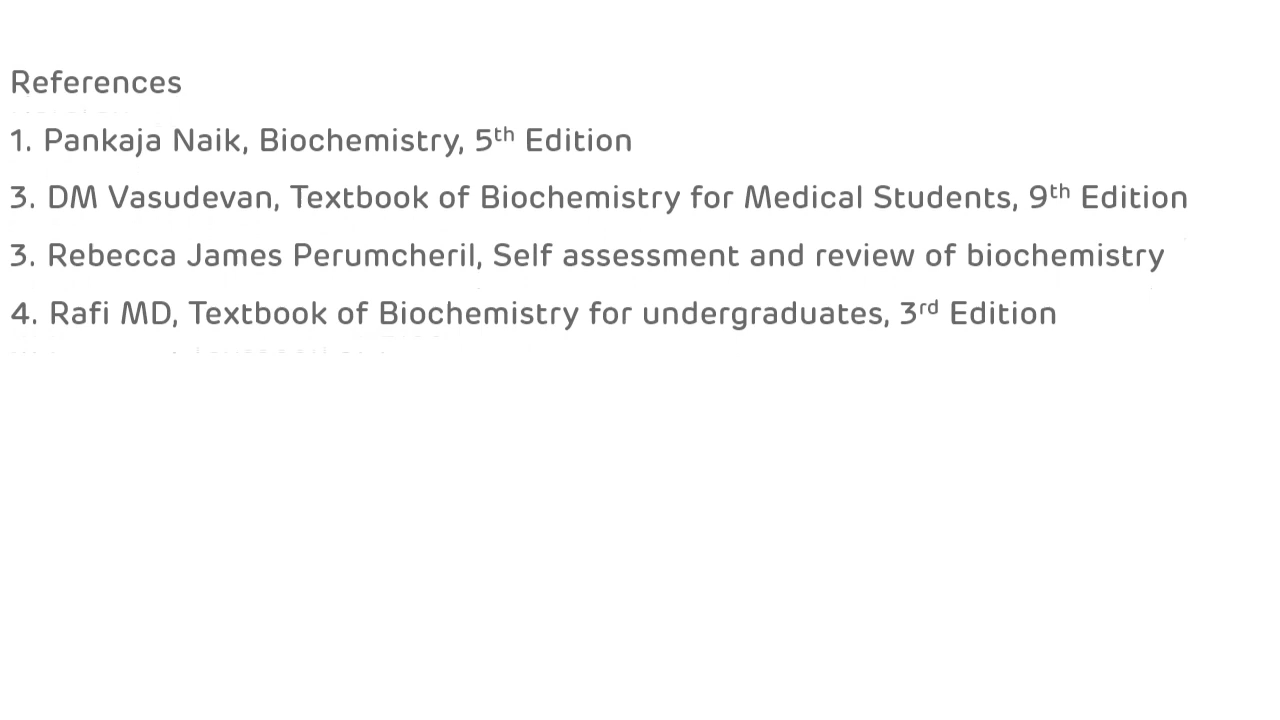 References
1. Pankaja Naik, Biochemistry, 5th Edition
3. DM Vasudevan, Textbook of Biochemistry for Medical Students, 9th Edition
3. Rebecca James Perumcheril, Self assessment and review of biochemistry
4. Rafi MD, Textbook of Biochemistry for undergraduates, 3rd Edition